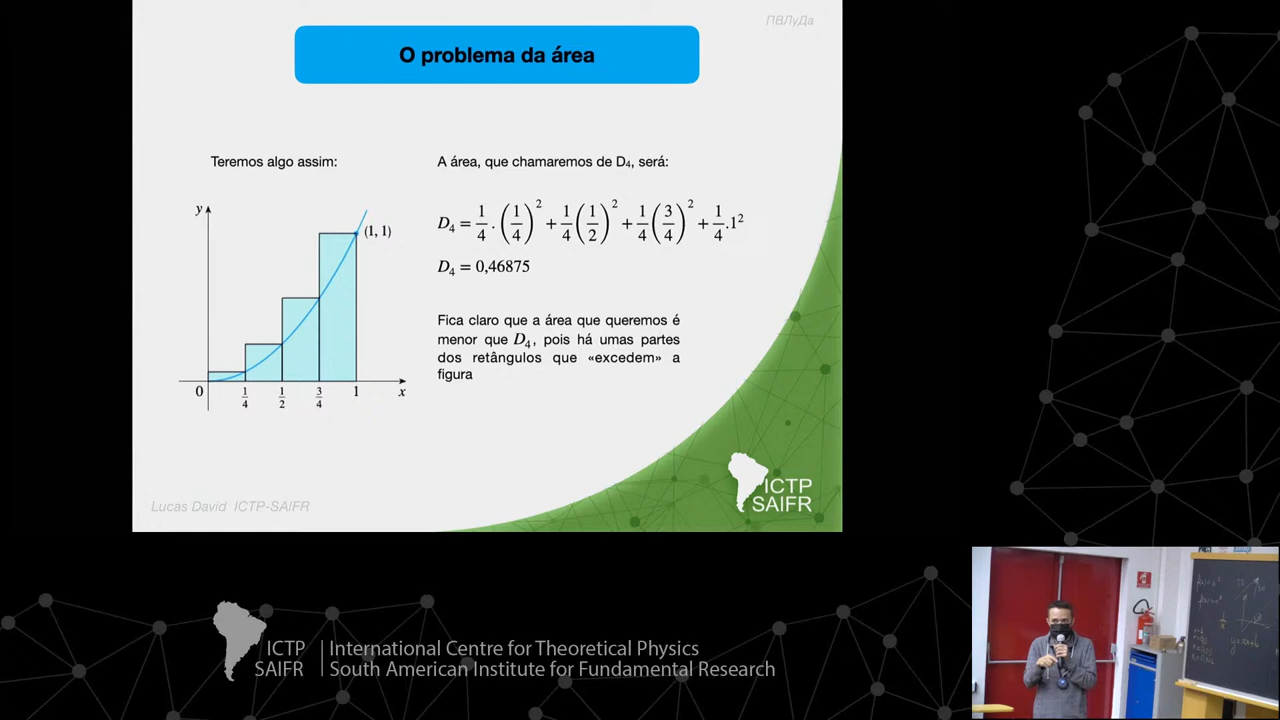 ПВЛуДа
O problema da área
Teremos algo assim:
A área, que chamaremos de D₄, será:
D₄ = 1/4 . (1/4)² + 1/4 (1/2)² + 1/4 (3/4)² + 1/4 .1²
D₄ = 0,46875
Fica claro que a área que queremos é
menor que D₄, pois há umas partes
dos retângulos que «excedem» a
figura
y
(1, 1)
0 1/4 1/2 3/4 1 x
Lucas David ICTP-SAIFR
ICTP
SAIFR
ICTP
SAIFR
International Centre for Theoretical Physics
South American Institute for Fundamental Research